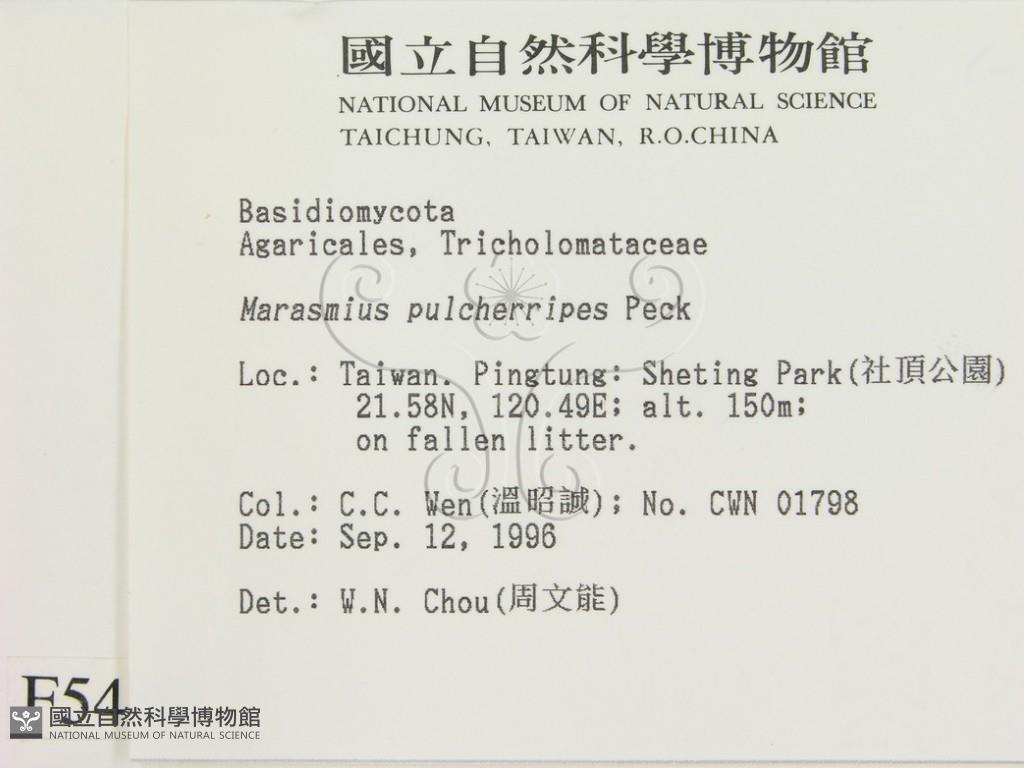 國立自然科學博物館
NATIONAL MUSEUM OF NATURAL SCIENCE
TAICHUNG, TAIWAN, R.O.CHINA
Basidiomycota
Agaricales, Tricholomataceae
Marasmius pulcherripes Peck
Loc.: Taiwan. Pingtung: Sheting Park(社頂公園)
21.58N, 120.49E; alt. 150m;
on fallen litter.
Col.: C.C. Wen(溫昭誠); No. CWN 01798
Date: Sep. 12, 1996
Det.: W.N. Chou(周文能)
F54
國立自然科學博物館
NATIONAL MUSEUM OF NATURAL SCIENCE